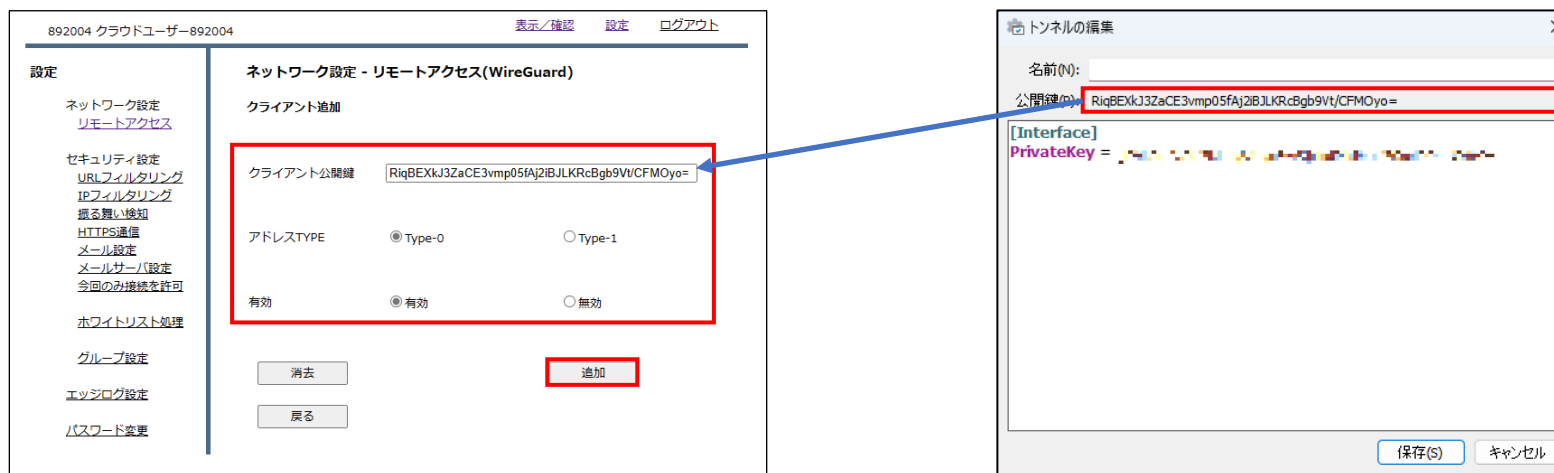 892004 クラウドユーザー892004
表示／確認 設定 ログアウト
設定
ネットワーク設定
リモートアクセス
セキュリティ設定
URLフィルタリング
IPフィルタリング
振る舞い検知
HTTPS通信
メール設定
メールサーバ設定
今回のみ接続を許可
ホワイトリスト処理
グループ設定
エッジログ設定
パスワード変更
ネットワーク設定 - リモートアクセス(WireGuard)
クライアント追加
クライアント公開鍵 RiqBEXkJ3ZaCE3vmp05fAj2iBJLKRcBgb9Vt/CFMOyo=
アドレスTYPE Type-0 Type-1
有効 有効 無効
消去 追加
戻る
トンネルの編集
名前(N):
公開鍵(P): RiqBEXkJ3ZaCE3vmp05fAj2iBJLKRcBgb9Vt/CFMOyo=
[Interface]
PrivateKey =
保存(S) キャンセル